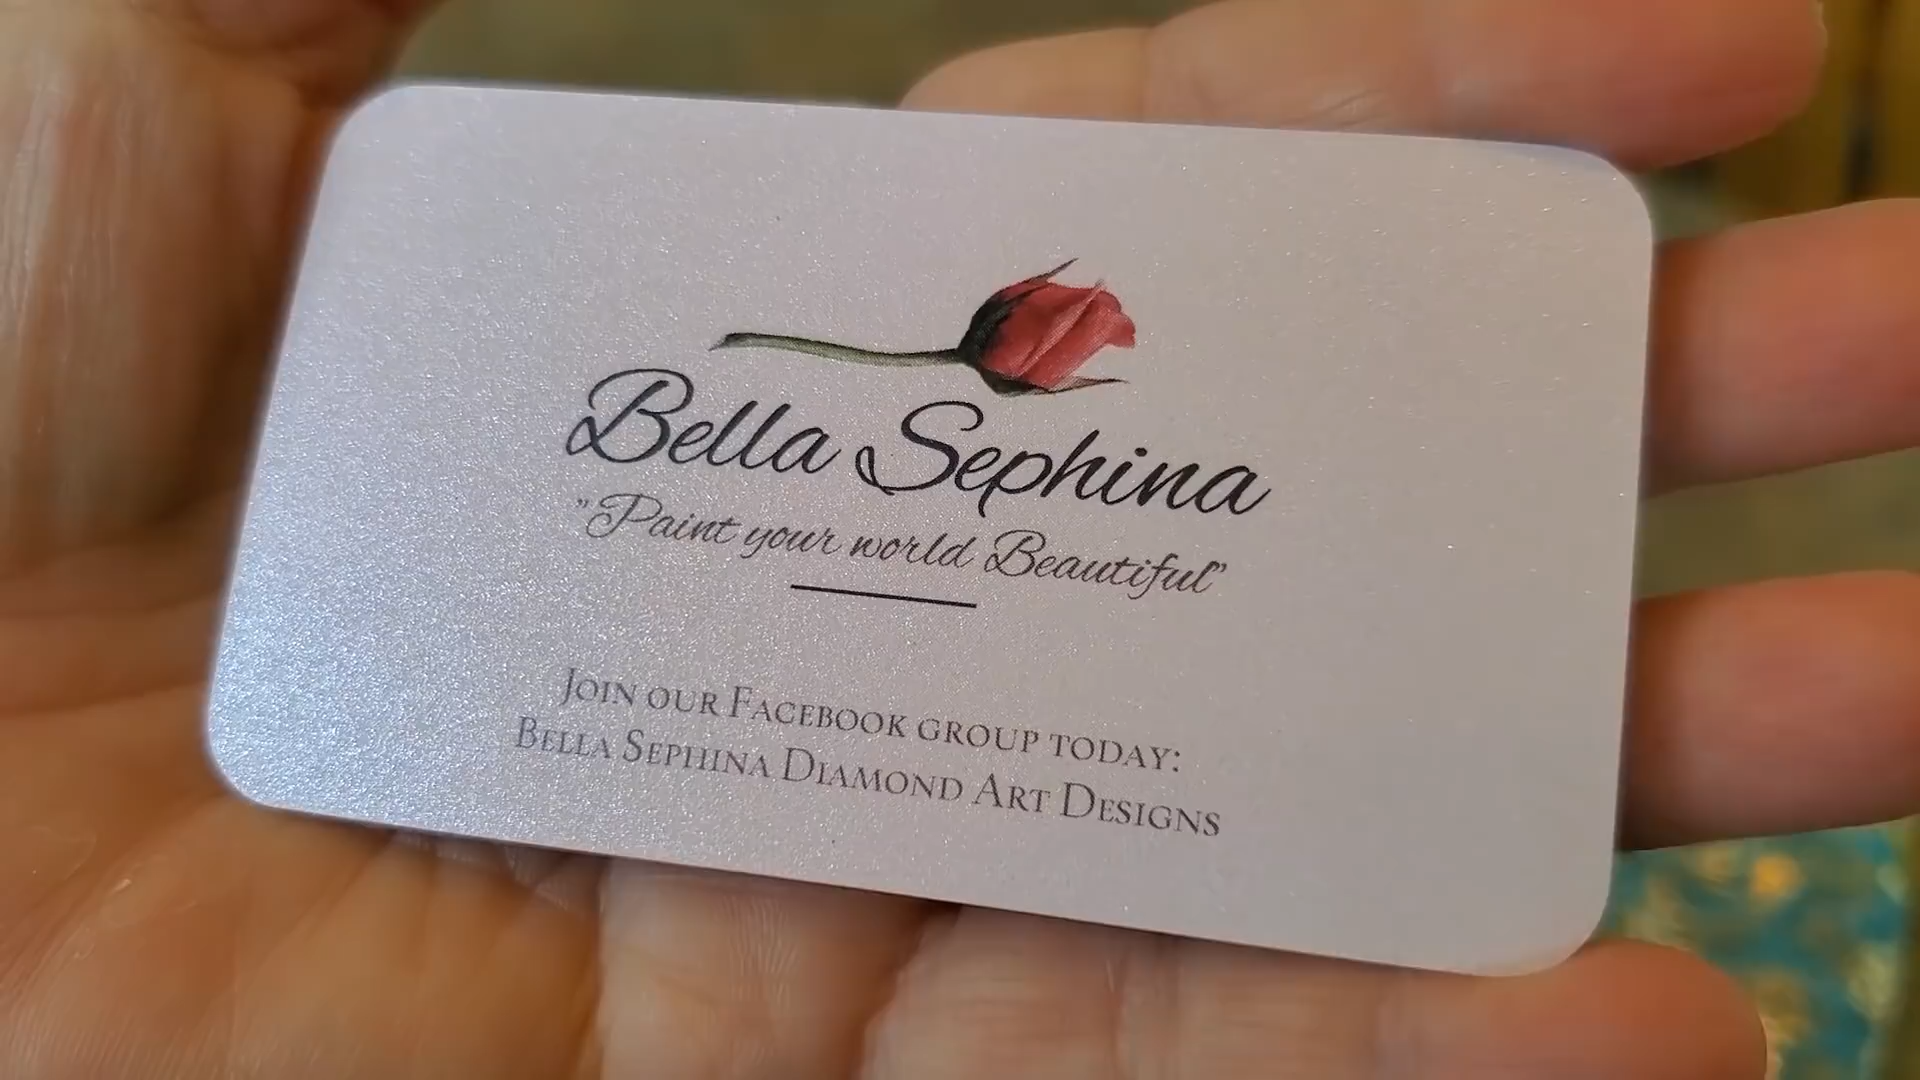 Bella Sephina
"Paint your world Beautiful"
Join our Facebook group today:
Bella Sephina Diamond Art Designs